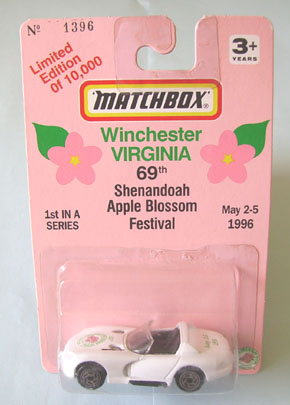 Nº 1396
Limited
Edition
of 10,000
3+
YEARS
MATCHBOX®
Winchester
VIRGINIA
69th
Shenandoah
Apple Blossom
Festival
1st IN A
SERIES
May 2-5
1996